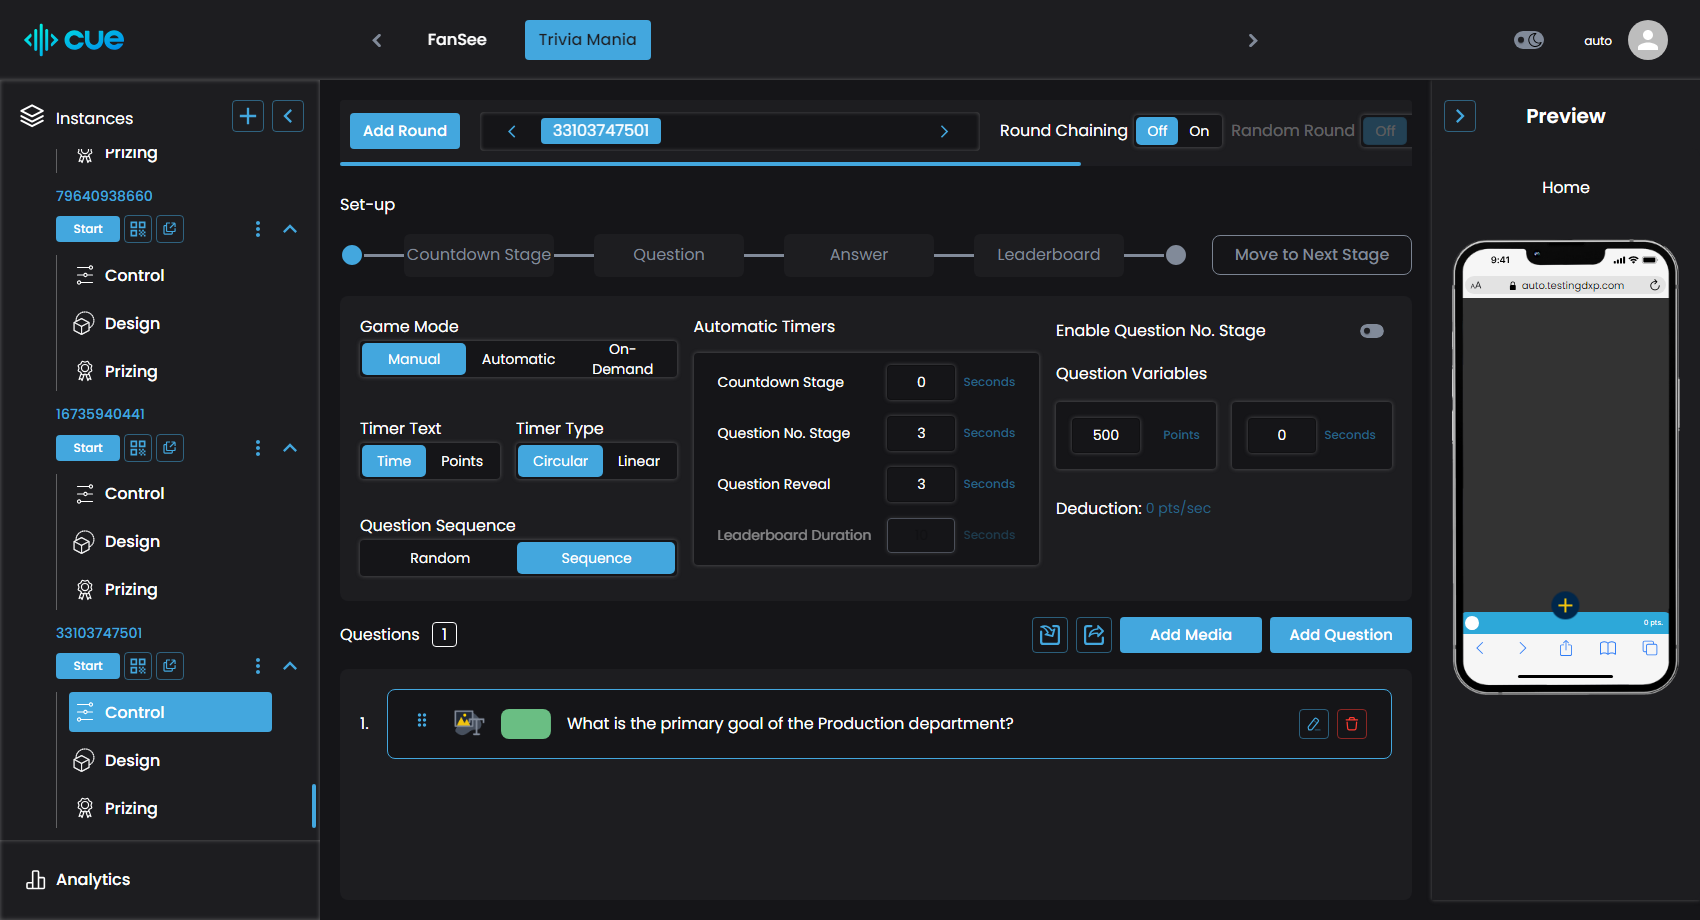 cue
FanSee
Trivia Mania
auto
Instances
Prizing
79640938660
Start
Control
Design
Prizing
16735940441
Start
Control
Design
Prizing
33103747501
Start
Control
Design
Prizing
Analytics
Add Round
33103747501
Round Chaining
Off
On
Random Round
Off
Set-up
Countdown Stage
Question
Answer
Leaderboard
Move to Next Stage
Game Mode
Manual
Automatic
On-
Demand
Timer Text
Time
Points
Timer Type
Circular
Linear
Question Sequence
Random
Sequence
Automatic Timers
Countdown Stage
0
Seconds
Question No. Stage
3
Seconds
Question Reveal
3
Seconds
Leaderboard Duration
Seconds
Enable Question No. Stage
Question Variables
500
Points
0
Seconds
Deduction: 0 pts/sec
Questions
1
Add Media
Add Question
1.
What is the primary goal of the Production department?
Preview
Home
9:41
AA
auto.testingdxp.com
0 pts.